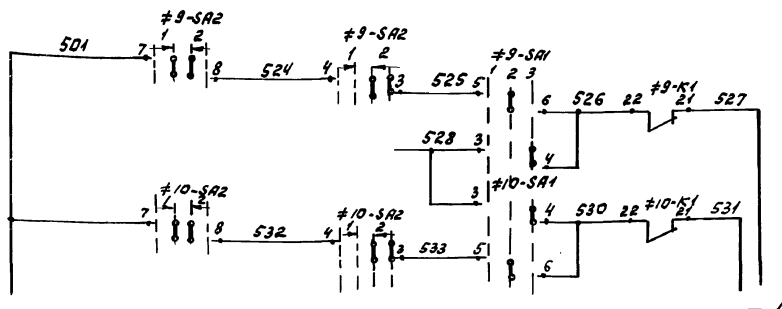 ≠9-SA2
1 2
501 7
8 524 4
≠9-SA2
1 2
3 525 5
≠9-SA1
1 2 3
6 526 22
≠9-K1
21 527
528 3
4
3
≠10-SA1
≠10-SA2
1 2
7
8 532 4
≠10-SA2
1 2
3 533 5
4 530 22
≠10-K1
21 531
6